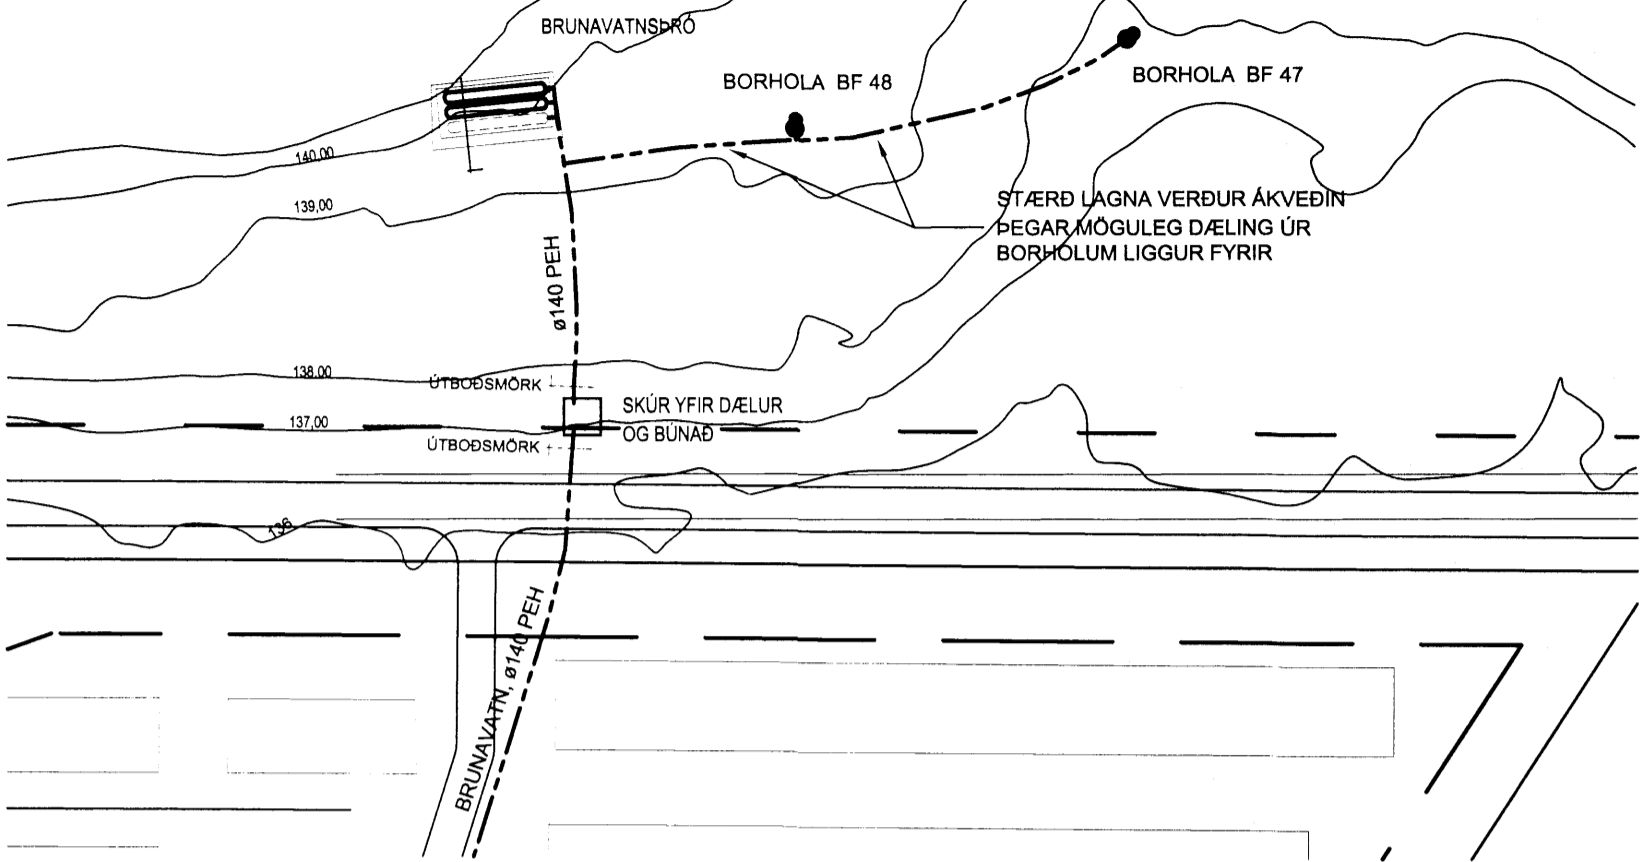 BRUNAVATNSÞRÓ
BORHOLA BF 48
BORHOLA BF 47
140.00
139,00
STÆRÐ LAGNA VERÐUR ÁKVEÐIN
ÞEGAR MÖGULEG DÆLING ÚR
BORHOLUM LIGGUR FYRIR
ø140 PEH
138.00
ÚTBOÐSMÖRK
SKÚR YFIR DÆLUR
OG BÚNAÐ
137,00
ÚTBOÐSMÖRK
136
BRUNAVATN, ø140 PEH